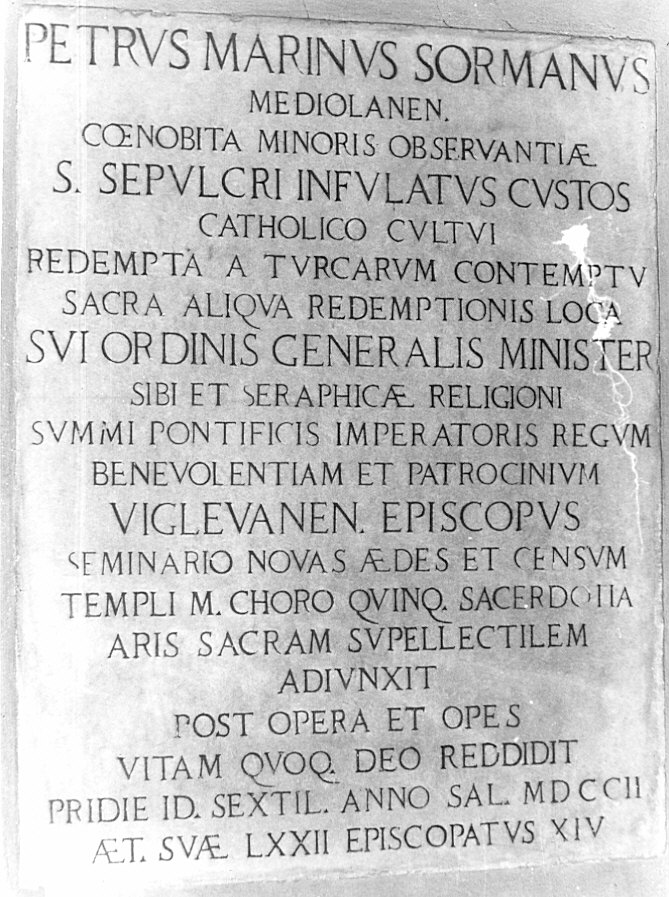 PETRVS MARINVS SORMANVS
MEDIOLANEN.
CŒNOBITA MINORIS OBSERVANTIÆ
S. SEPVLCRI INFVLATVS CVSTOS
CATHOLICO CVLTVI
REDEMPTA A TVRCARVM CONTEMPTV
SACRA ALIQVA REDEMPTIONIS LOCA
SVI ORDINIS GENERALIS MINISTER
SIBI ET SERAPHICÆ RELIGIONI
SVMMI PONTIFICIS IMPERATORIS REGVM
BENEVOLENTIAM ET PATROCINIVM
VIGLEVANEN. EPISCOPVS
SEMINARIO NOVAS ÆDES ET CENSVM
TEMPLI M. CHORO QVINQ. SACERDOTIA
ARIS SACRAM SVPELLECTILEM
ADIVNXIT
POST OPERA ET OPES
VITAM QVOQ. DEO REDDIDIT
PRIDIE ID. SEXTIL. ANNO SAL. MDCCII
ÆT. SVÆ LXXII EPISCOPATVS XIV